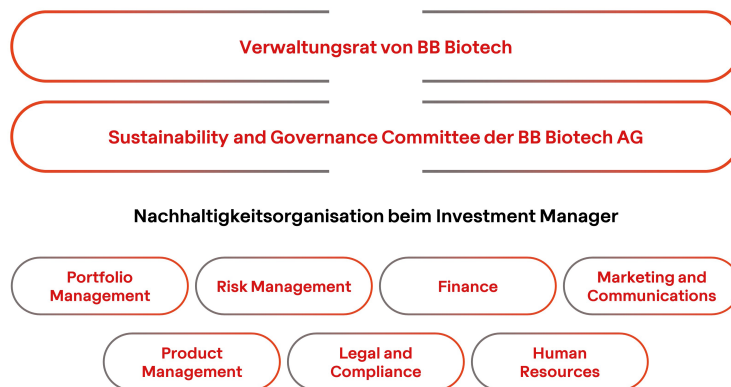 Verwaltungsrat von BB Biotech
Sustainability and Governance Committee der BB Biotech AG
Nachhaltigkeitsorganisation beim Investment Manager
Portfolio
Management
Risk Management
Finance
Marketing and
Communications
Product
Management
Legal and
Compliance
Human
Resources